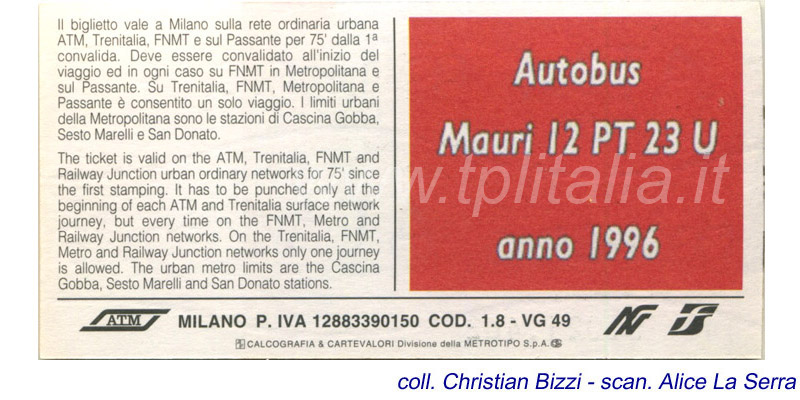 Il biglietto vale a Milano sulla rete ordinaria urbana
ATM, Trenitalia, FNMT e sul Passante per 75' dalla 1ª
convalida. Deve essere convalidato all'inizio del
viaggio ed in ogni caso su FNMT in Metropolitana e
sul Passante. Su Trenitalia, FNMT, Metropolitana e
Passante è consentito un solo viaggio. I limiti urbani
della Metropolitana sono le stazioni di Cascina Gobba,
Sesto Marelli e San Donato.
The ticket is valid on the ATM, Trenitalia, FNMT and
Railway Junction urban ordinary networks for 75' since
the first stamping. It has to be punched only at the
beginning of each ATM and Trenitalia surface network
journey, but every time on the FNMT, Metro and
Railway Junction networks. On the Trenitalia, FNMT,
Metro and Railway Junction networks only one journey
is allowed. The urban metro limits are the Cascina
Gobba, Sesto Marelli and San Donato stations.
Autobus
Mauri 12 PT 23 U
www.tplitalia.it
anno 1996
ATM MILANO P. IVA 12883390150 COD. 1.8 - VG 49
CALCOGRAFIA & CARTEVALORI Divisione della METROTIPO S.p.A.
coll. Christian Bizzi - scan. Alice La Serra